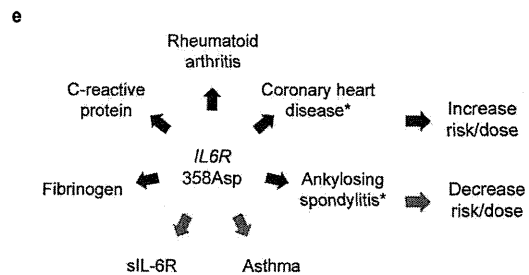 e
Rheumatoid
arthritis
C-reactive
protein
Coronary heart
disease*
Increase
risk/dose
IL6R
358Asp
Fibrinogen
Ankylosing
spondylitis*
Decrease
risk/dose
sIL-6R
Asthma